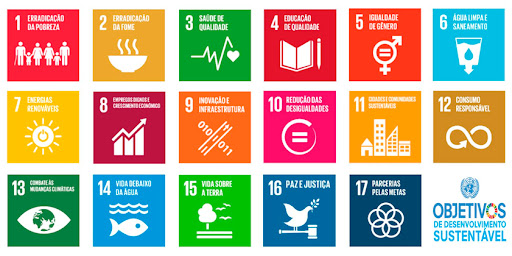 1 ERRADICAÇÃO
DA POBREZA
2 ERRADICAÇÃO
DA FOME
3 SAÚDE DE
QUALIDADE
4 EDUCAÇÃO DE
QUALIDADE
5 IGUALDADE
DE GÊNERO
6 ÁGUA LIMPA E
SANEAMENTO
7 ENERGIAS
RENOVÁVEIS
8 EMPREGOS DIGNOS E
CRESCIMENTO ECONÔMICO
9 INOVAÇÃO E
INFRAESTRUTURA
10 REDUÇÃO DAS
DESIGUALDADES
11 CIDADES E COMUNIDADES
SUSTENTÁVEIS
12 CONSUMO
RESPONSÁVEL
13 COMBATE ÀS
MUDANÇAS CLIMÁTICAS
14 VIDA DEBAIXO
DA ÁGUA
15 VIDA SOBRE
A TERRA
16 PAZ E JUSTIÇA
17 PARCERIAS
PELAS METAS
OBJETIVOS
DE DESENVOLVIMENTO
SUSTENTÁVEL